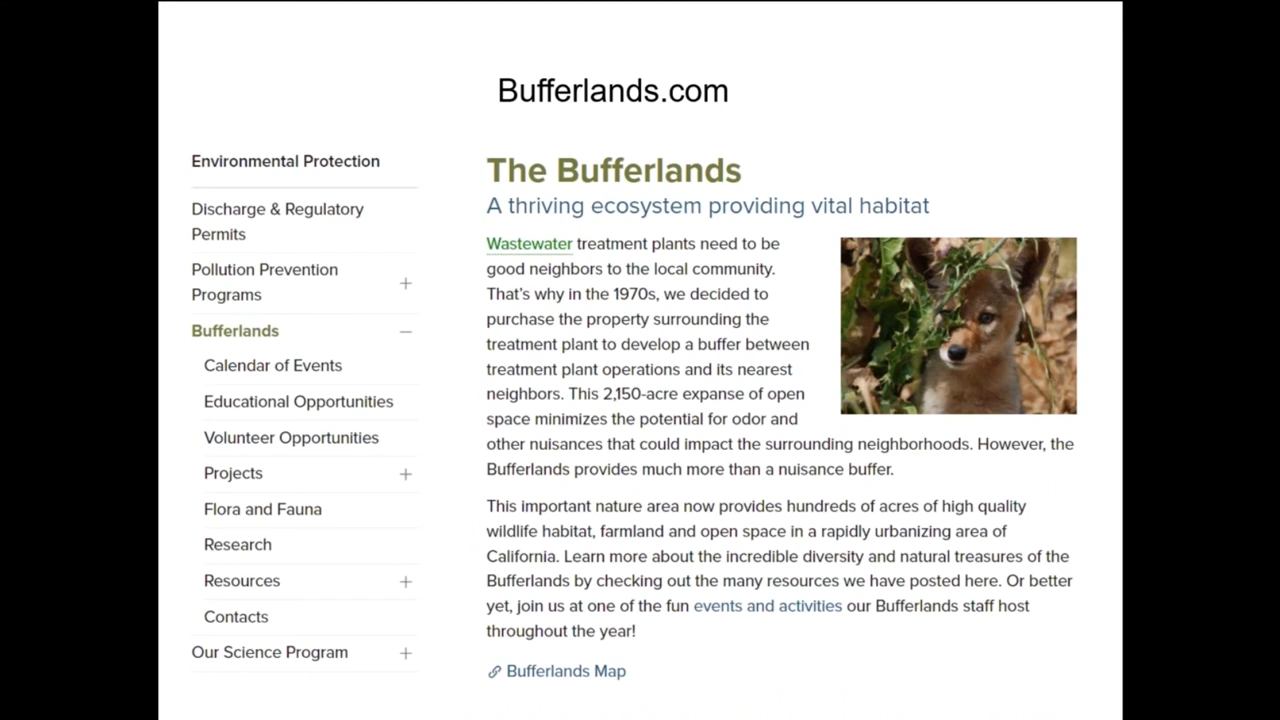 Bufferlands.com
Environmental Protection
Discharge & Regulatory
Permits
Pollution Prevention
Programs
Bufferlands
Calendar of Events
Educational Opportunities
Volunteer Opportunities
Projects
Flora and Fauna
Research
Resources
Contacts
Our Science Program
The Bufferlands
A thriving ecosystem providing vital habitat
Wastewater treatment plants need to be
good neighbors to the local community.
That's why in the 1970s, we decided to
purchase the property surrounding the
treatment plant to develop a buffer between
treatment plant operations and its nearest
neighbors. This 2,150-acre expanse of open
space minimizes the potential for odor and
other nuisances that could impact the surrounding neighborhoods. However, the
Bufferlands provides much more than a nuisance buffer.
This important nature area now provides hundreds of acres of high quality
wildlife habitat, farmland and open space in a rapidly urbanizing area of
California. Learn more about the incredible diversity and natural treasures of the
Bufferlands by checking out the many resources we have posted here. Or better
yet, join us at one of the fun events and activities our Bufferlands staff host
throughout the year!
Bufferlands Map